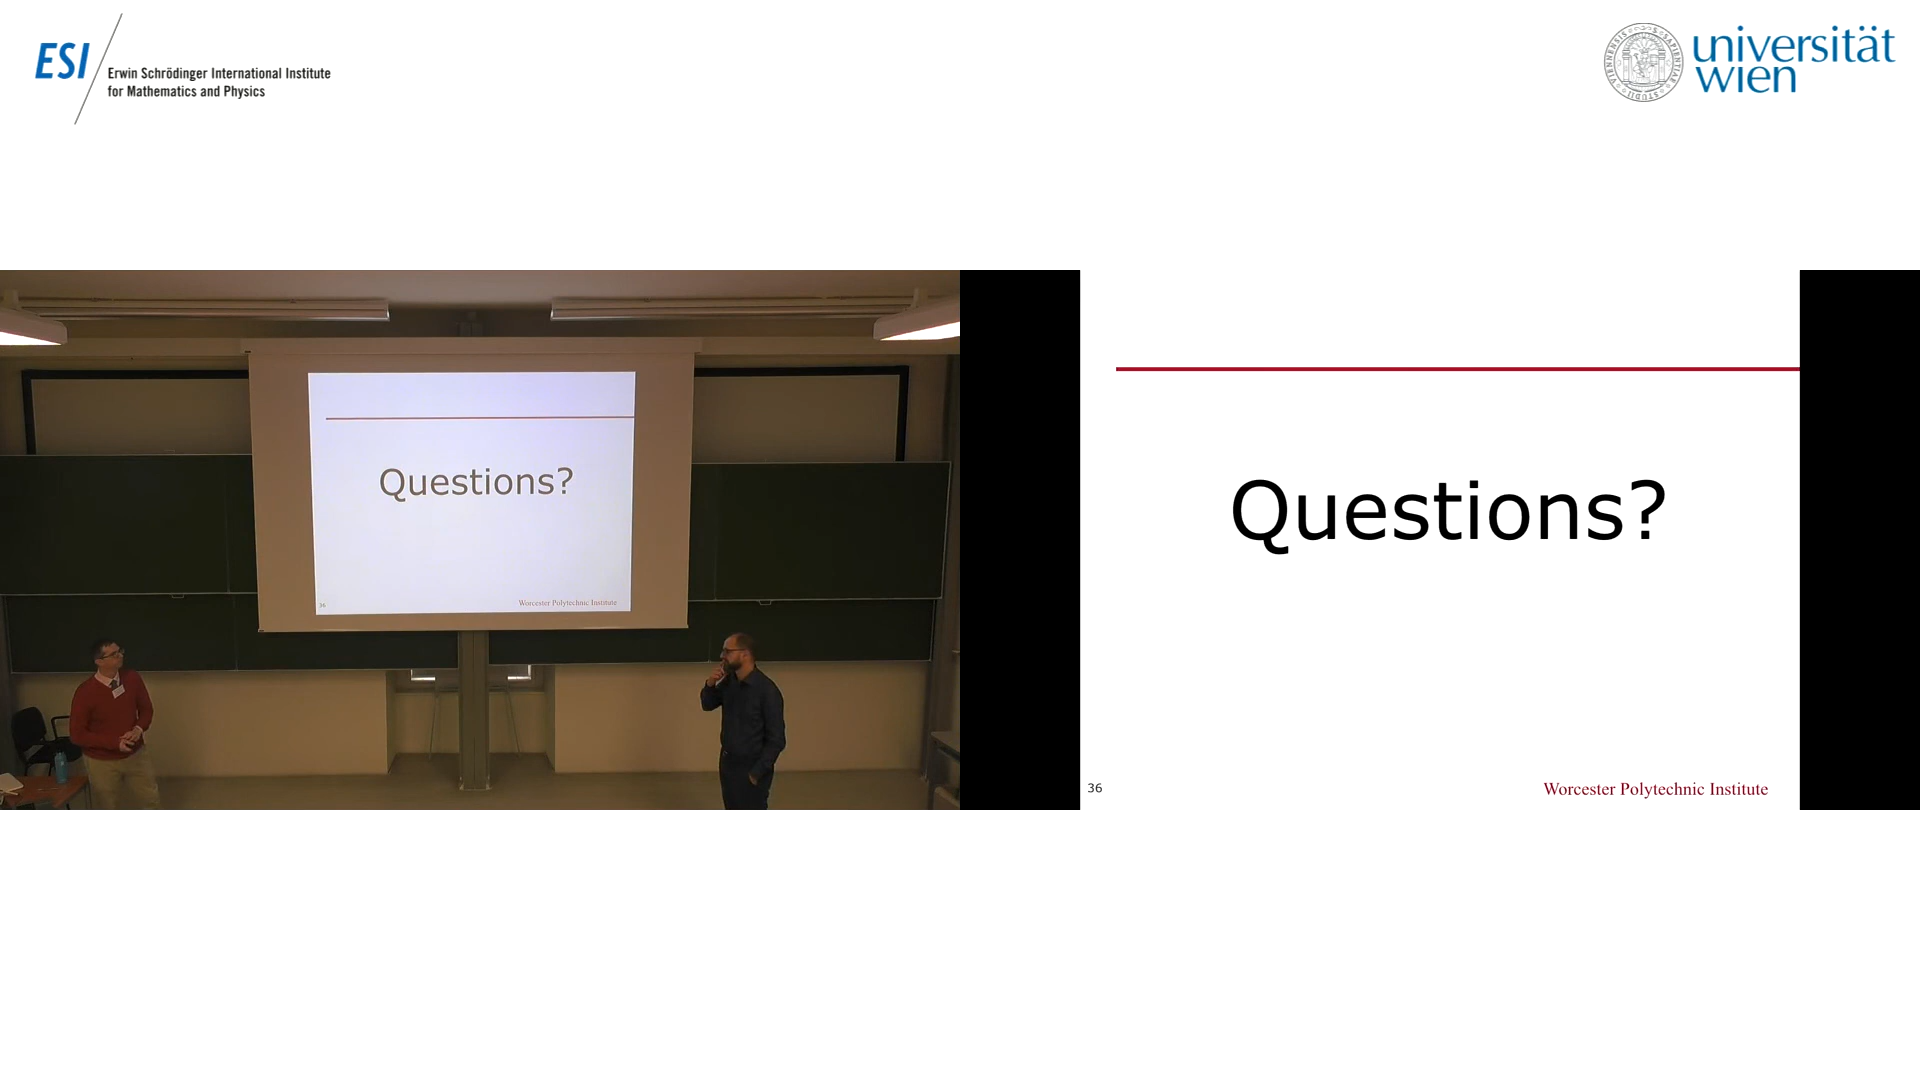 ESI
Erwin Schrödinger International Institute
for Mathematics and Physics
universität
wien
Questions?
36
Worcester Polytechnic Institute
Questions?
36
Worcester Polytechnic Institute